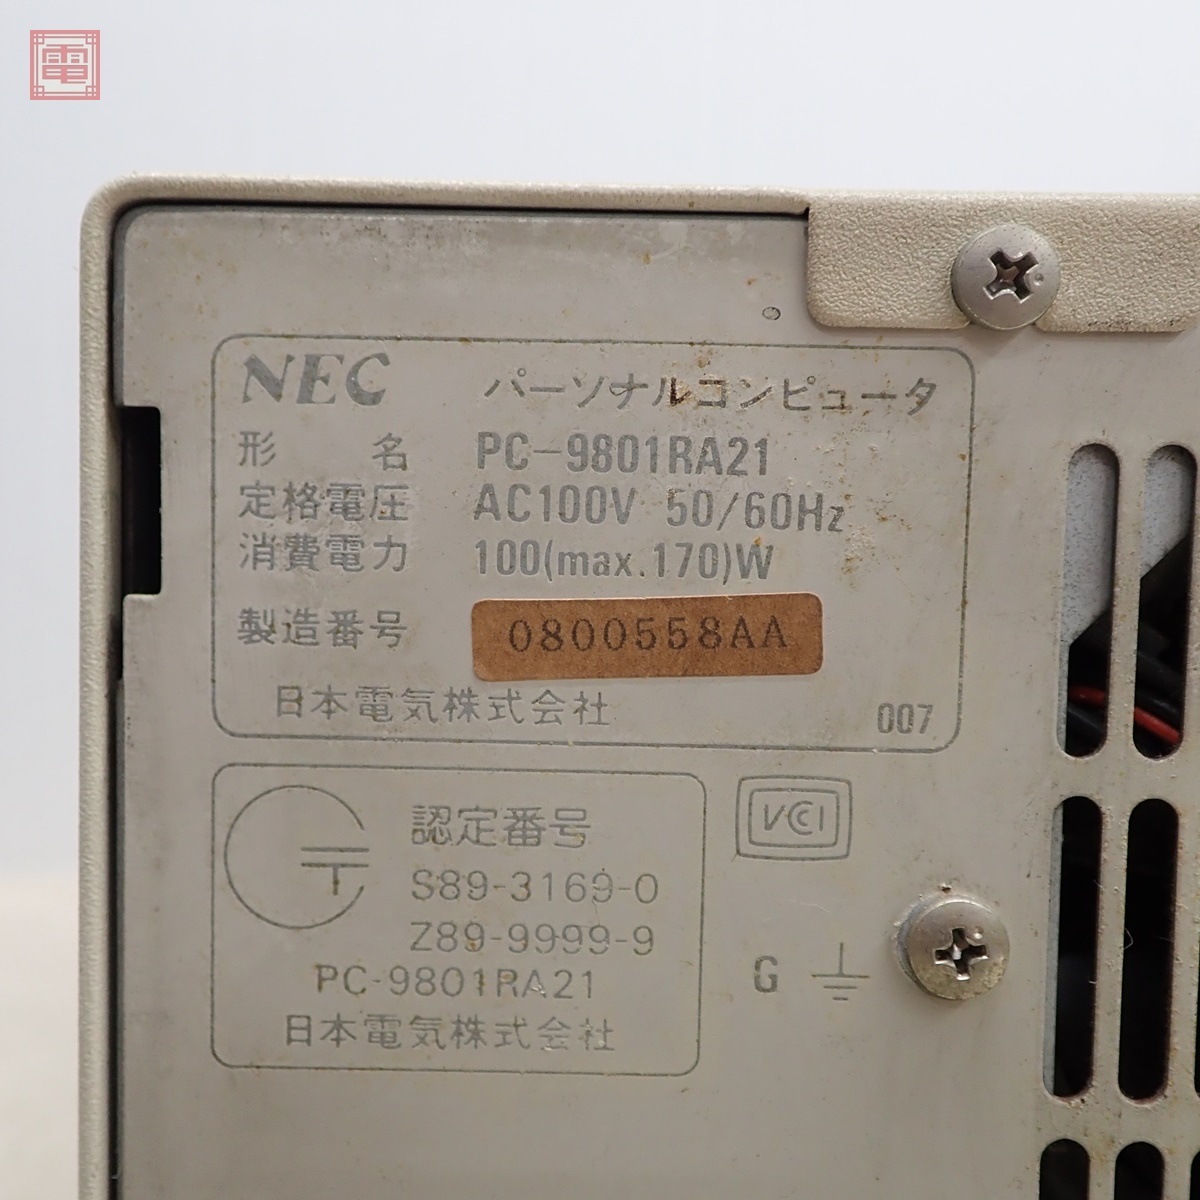 電
NEC パーソナルコンピュータ
形名 PC-9801RA21
定格電圧 AC100V 50/60Hz
消費電力 100(max.170)W
製造番号 0800558AA
日本電気株式会社 007
認定番号
S89-3169-0
Z89-9999-9
PC-9801RA21
日本電気株式会社
VCCI
G